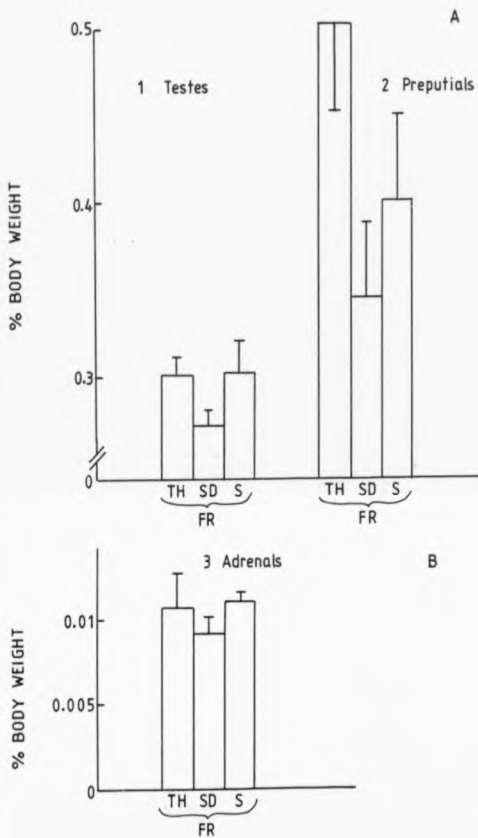 A
0.5
1 Testes
2 Preputials
0.4
% BODY WEIGHT
0.3
0
TH SD S TH SD S
FR FR
3 Adrenals B
0.01
% BODY WEIGHT
0.005
0
TH SD S
FR